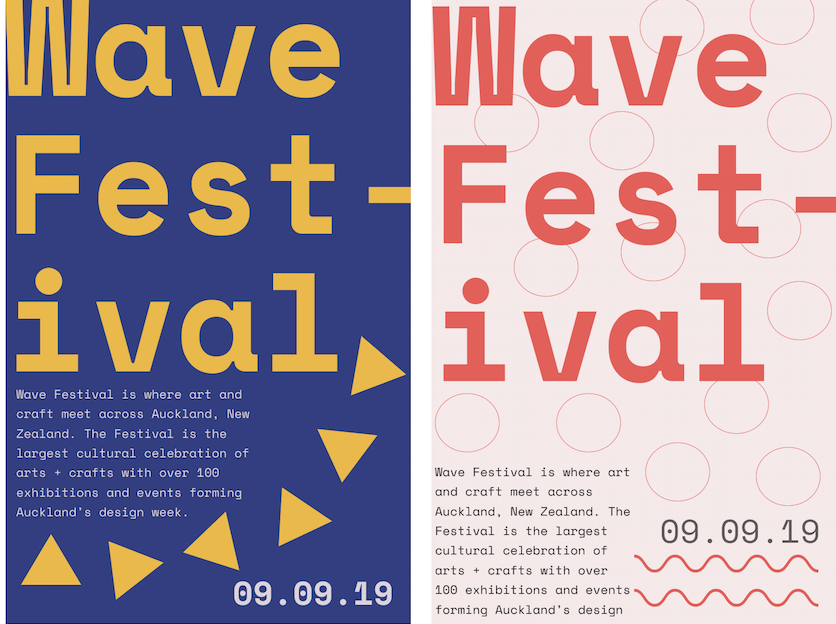 Wave
Fest-
ival
Wave Festival is where art and
craft meet across Auckland, New
Zealand. The Festival is the
largest cultural celebration of
arts + crafts with over 100
exhibitions and events forming
Auckland's design week.
09.09.19
Wave
Fest-
ival
Wave Festival is where art
and craft meet across
Auckland, New Zealand. The
Festival is the largest
cultural celebration of
arts + crafts with over
100 exhibitions and events
forming Auckland's design
09.09.19